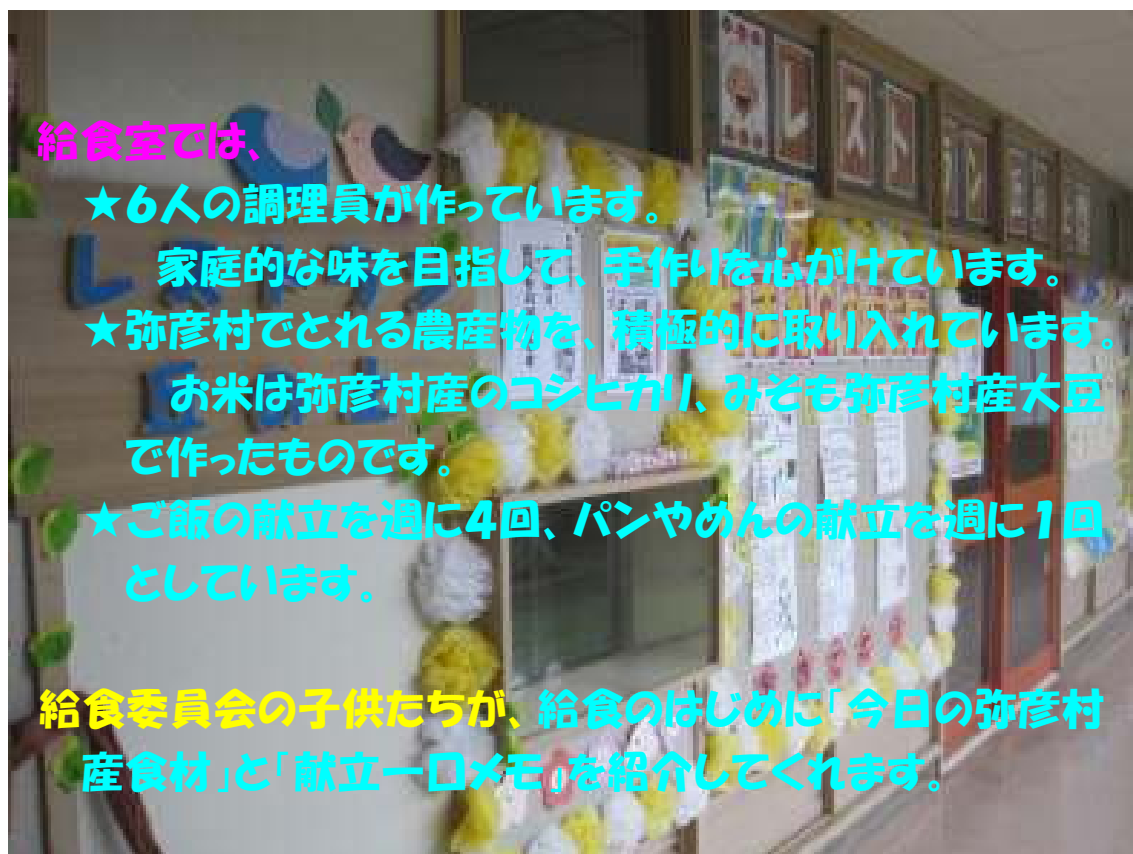 給食室では、
★6人の調理員が作っています。
家庭的な味を目指して、手作りを心がけています。
★弥彦村でとれる農産物を、積極的に取り入れています。
お米は弥彦村産のコシヒカリ、みそも弥彦村産大豆
で作ったものです。
★ご飯の献立を週に4回、パンやめんの献立を週に1回
としています。
給食委員会の子供たちが、給食のはじめに「今日の弥彦村
産食材」と「献立一口メモ」を紹介してくれます。
レストラン
レスト